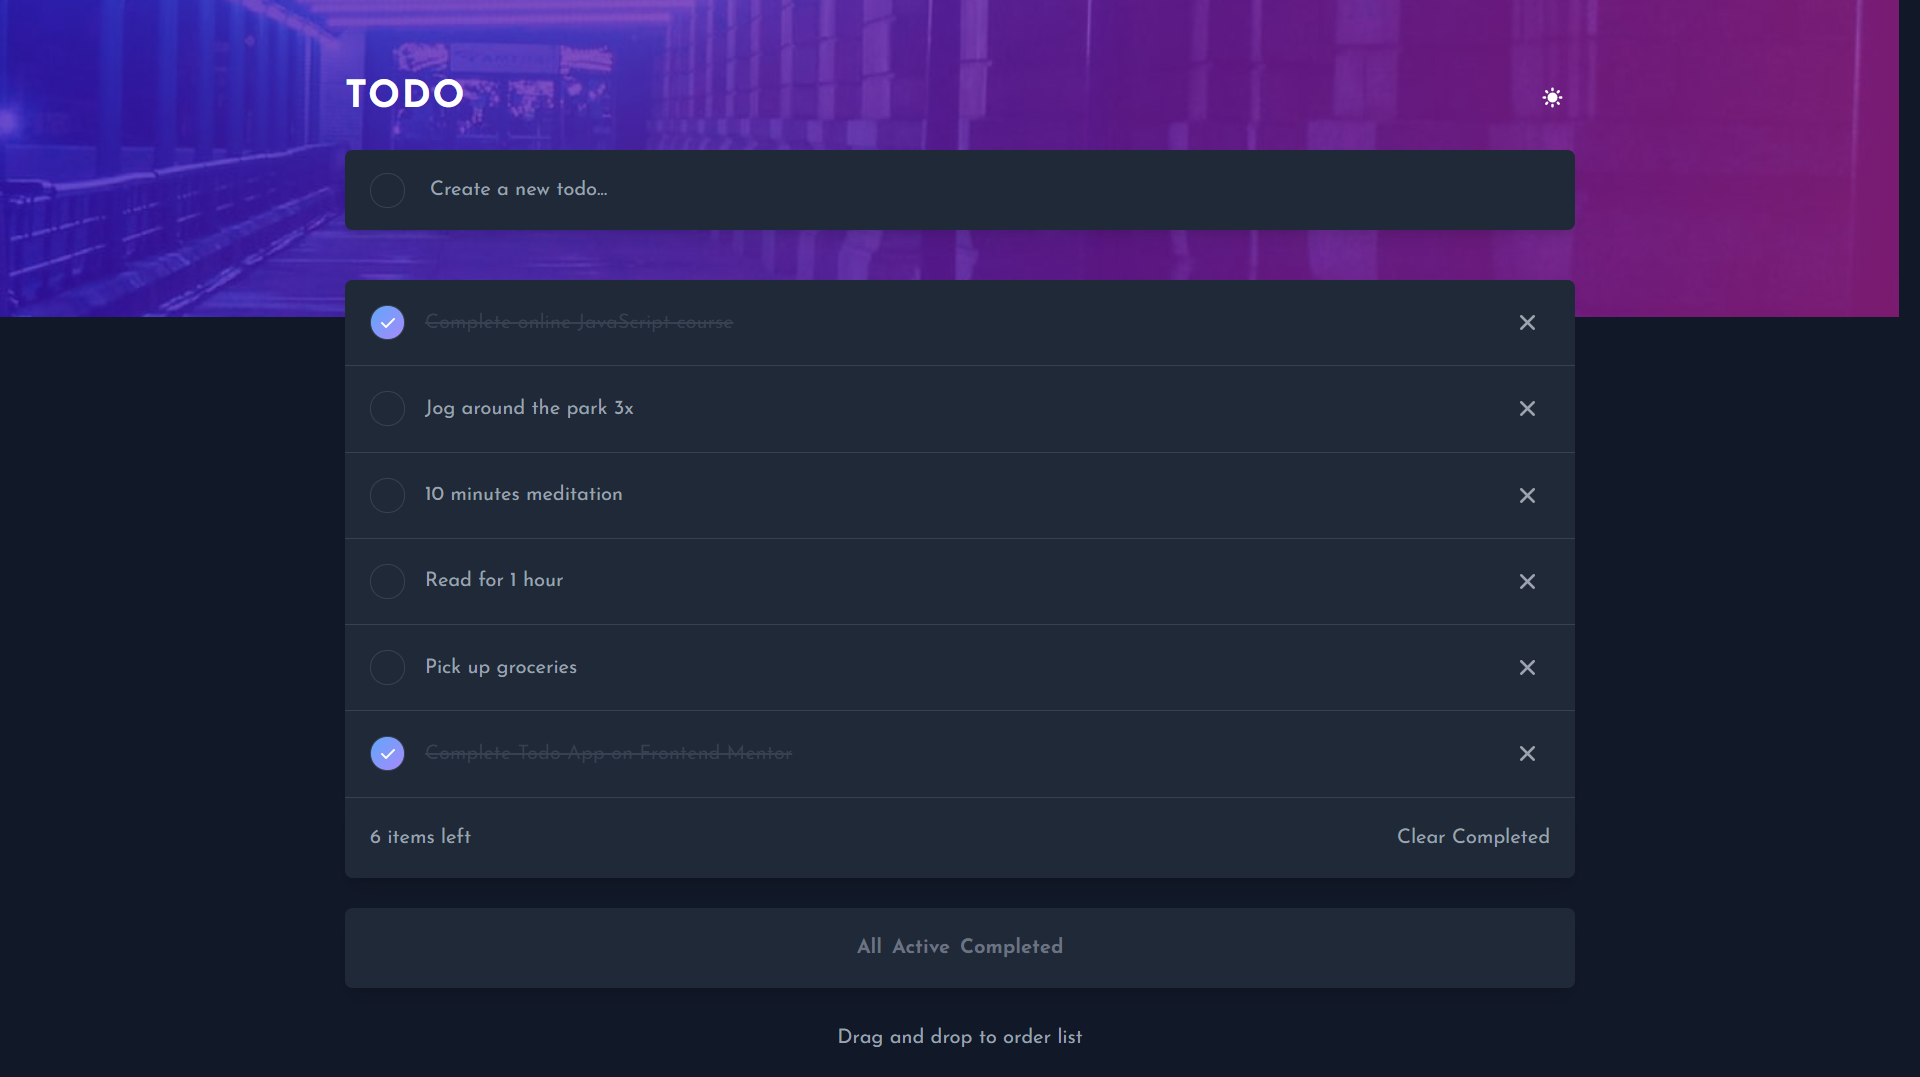 TODO
Create a new todo...
Complete online JavaScript course
Jog around the park 3x
10 minutes meditation
Read for 1 hour
Pick up groceries
Complete Todo App on Frontend Mentor
6 items left Clear Completed
All Active Completed
Drag and drop to order list